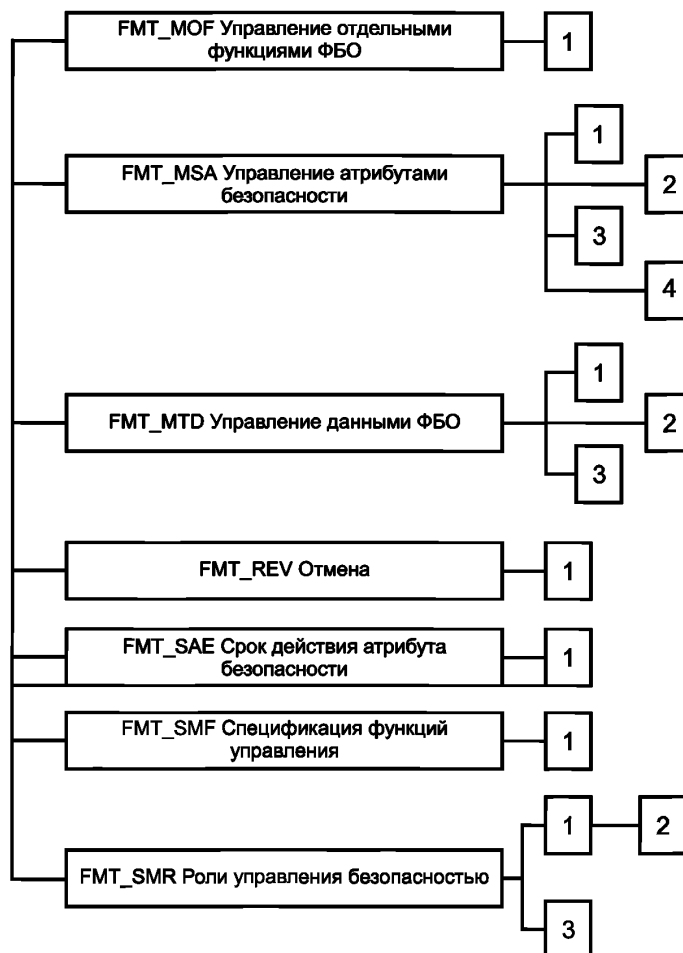 FMT_MOF Управление отдельными
функциями ФБО
1
1
FMT_MSA Управление атрибутами
безопасности
2
3
4
1
FMT_MTD Управление данными ФБО
2
3
FMT_REV Отмена
1
FMT_SAE Срок действия атрибута
безопасности
1
FMT_SMF Спецификация функций
управления
1
1
2
FMT_SMR Роли управления безопасностью
3